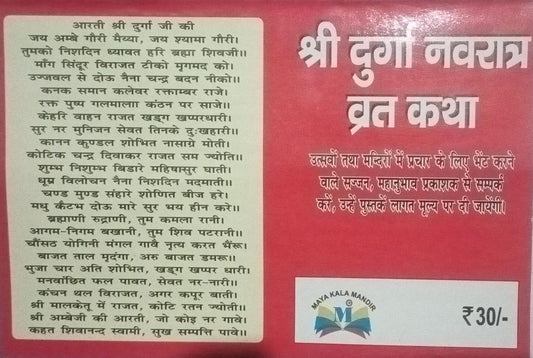 आरती श्री दुर्गा जी की
जय अम्बे गौरी मैय्या, जय श्यामा गौरी।
तुमको निशदिन ध्यावत हरि ब्रह्मा शिवजी॥
माँग सिंदूर विराजत टीको मृगमद को।
उज्जवल से दोऊ नैना चन्द्र बदन नीको॥
कनक समान कलेवर रक्ताम्बर राजे।
रक्त पुष्प गलमाला कंठन पर साजे॥
केहरि वाहन राजत खड्ग खप्परधारी।
सुर नर मुनिजन सेवत तिनके दुःखहारी॥
कानन कुण्डल शोभित नासाग्रे मोती।
कोटिक चन्द्र दिवाकर राजत सम ज्योति॥
शुम्भ निशुम्भ बिडारे महिषासुर घाती।
धूम्र विलोचन नैना निशदिन मदमाती॥
चण्ड मुण्ड संहारे शोणित बीज हरे।
मधु कैटभ दोऊ मारे सुर भय हीन करे॥
ब्रहाणी रुद्राणी, तुम कमला रानी।
आगम-निगम बखानी, तुम शिव पटरानी॥
चौंसठ योगिनी मंगल गावै नृत्य करत भैंरू।
बाजत ताल मृदंगा, अरु बाजत डमरू॥
भुजा चार अति शोभित, खड्ग खप्पर धारी।
मनवांछित फल पावत, सेवत नर-नारी॥
कंचन थल विराजत, अगर कपूर बाती।
श्री मालकेतू में राजत, कोटि रतन ज्योती॥
श्री अम्बेजी की आरती, जो कोइ नर गावे।
कहत शिवानन्द स्वामी, सुख सम्पत्ति पावे॥
श्री दुर्गा नवरात्र
व्रत कथा
उत्सवों तथा मन्दिरों में प्रचार के लिए भेंट करने
वाले सज्जन, महानुभाव प्रकाशक से सम्पर्क
करें, उन्हें पुस्तकें लागत मूल्य पर दी जायेंगी।
MAYA KALA MANDIR
M
₹ 30/-